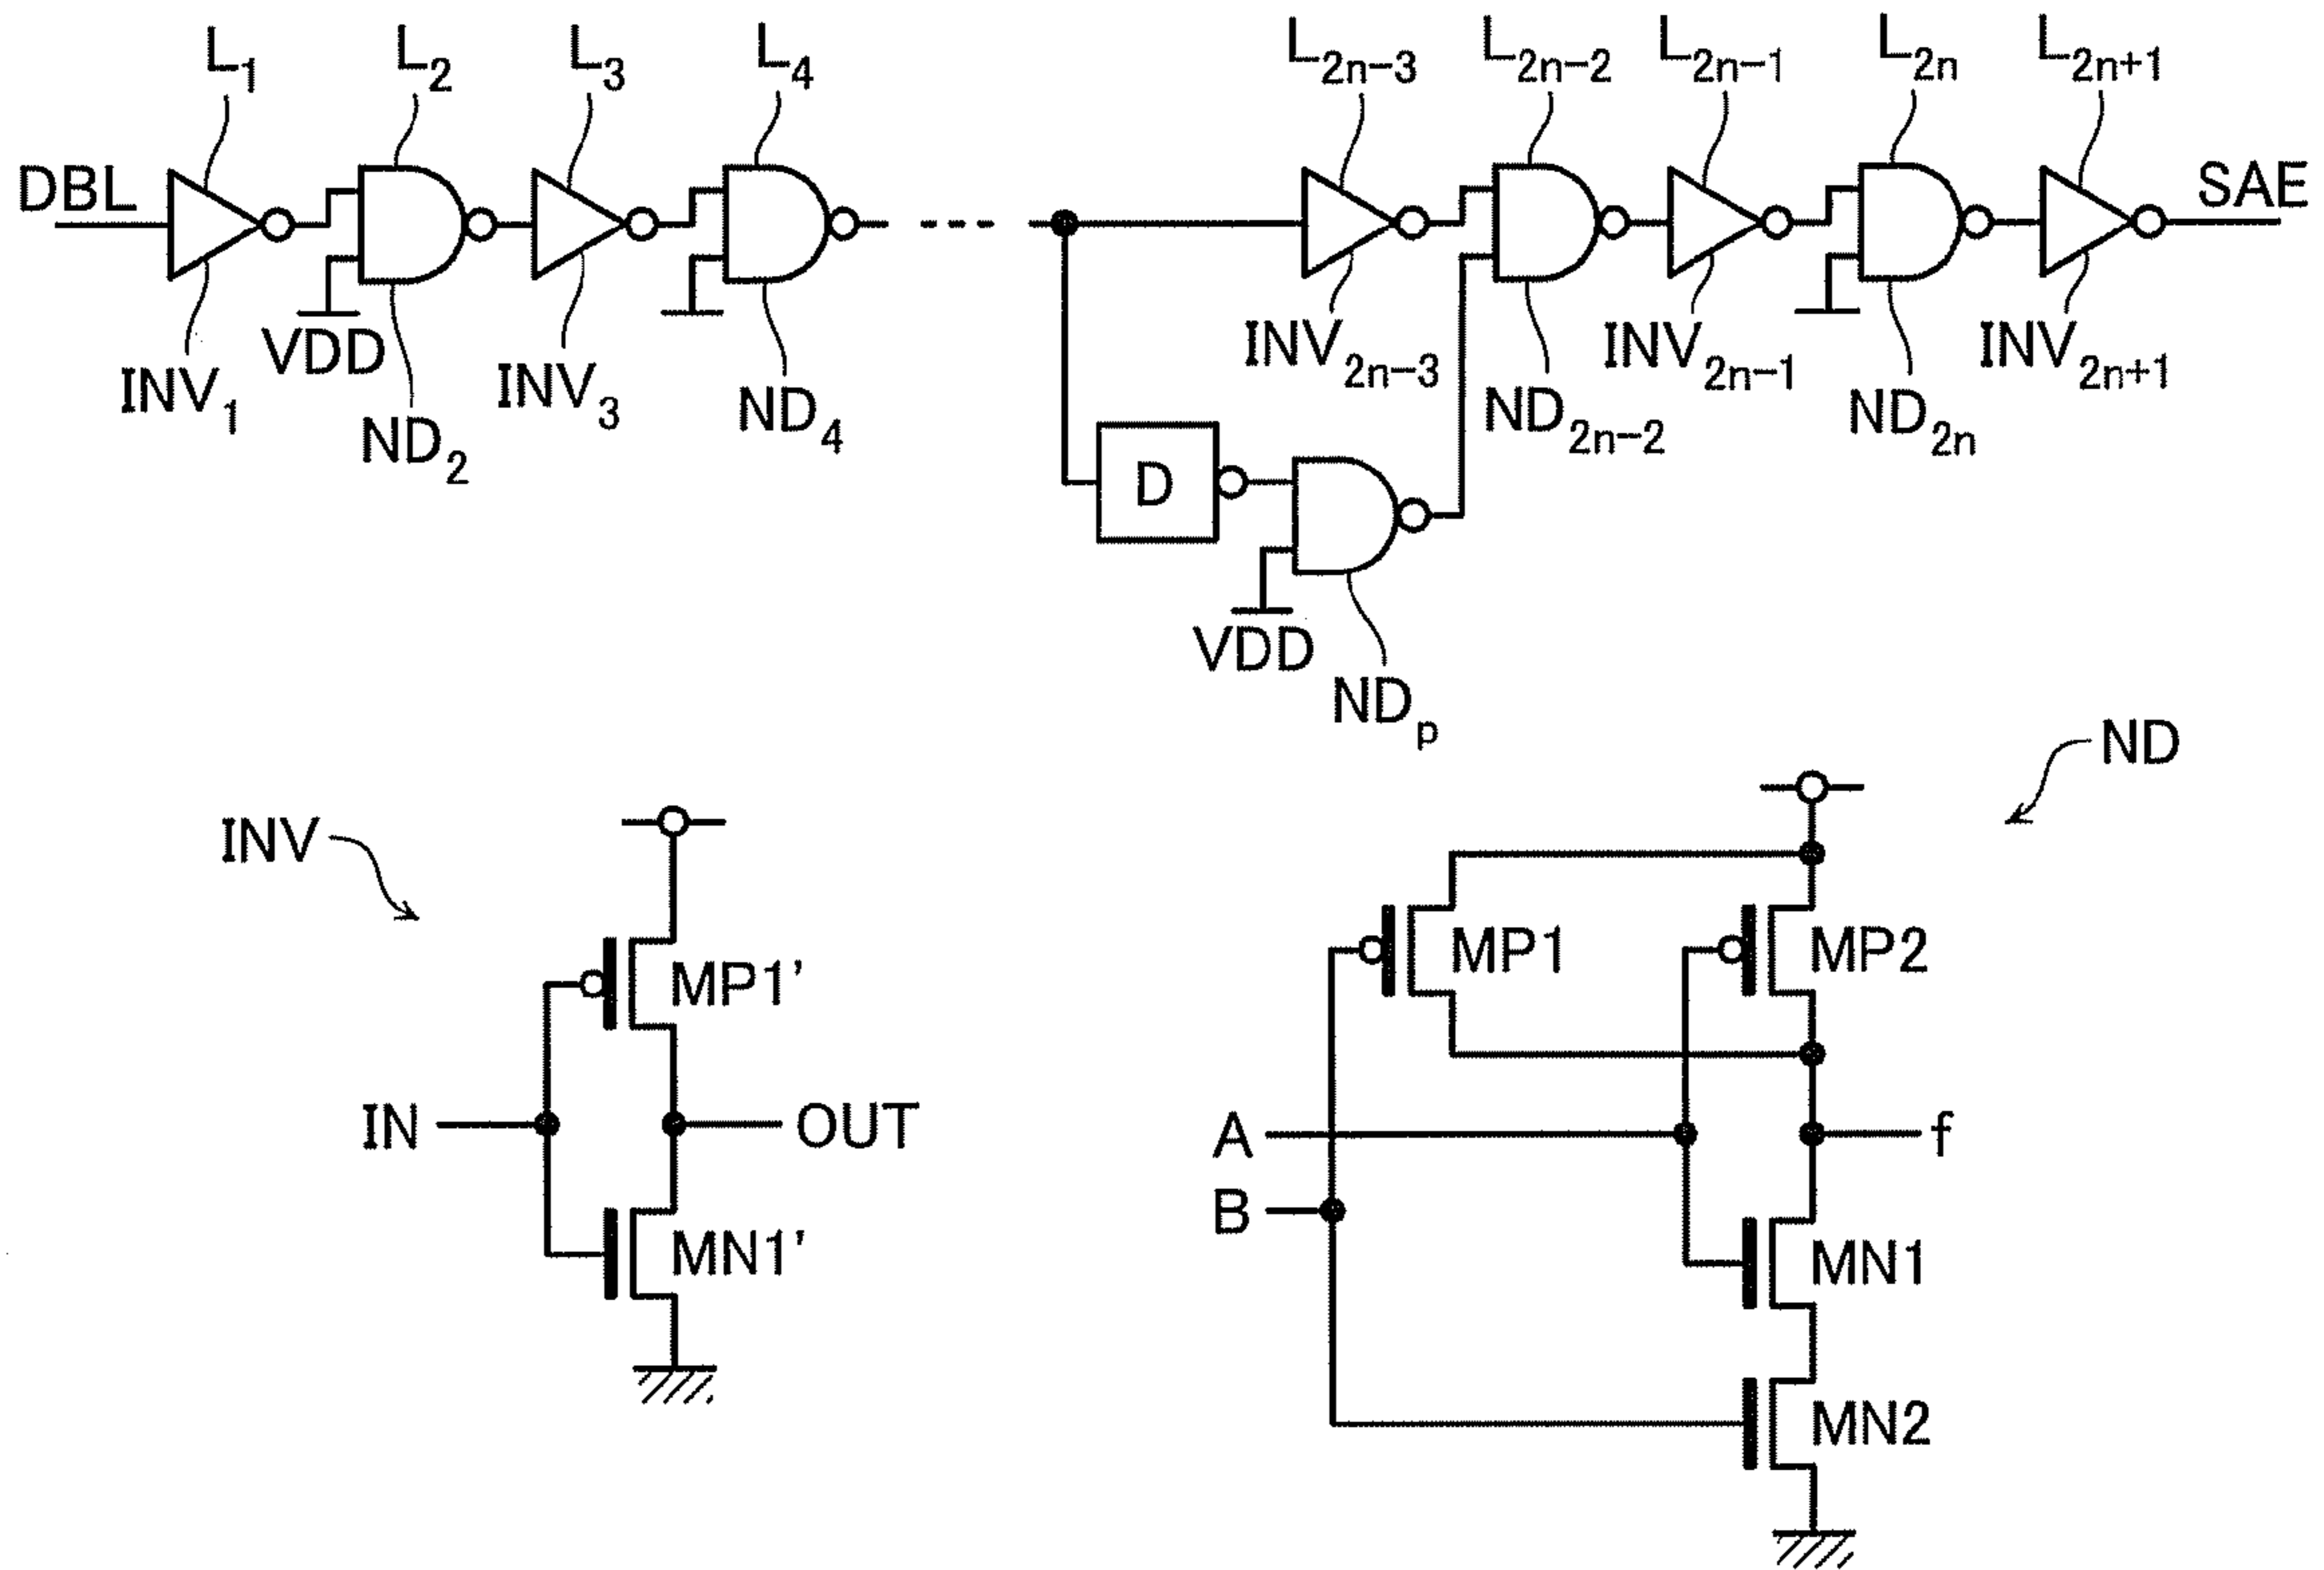 L1 L2 L3 L4 L2n-3 L2n-2 L2n-1 L2n L2n+1
DBL SAE
VDD
INV1 ND2 INV3 ND4 INV2n-3 ND2n-2 INV2n-1 ND2n INV2n+1
D
VDD
NDp
INV
MP1'
IN OUT
MN1'
ND
MP1 MP2
A f
B
MN1
MN2